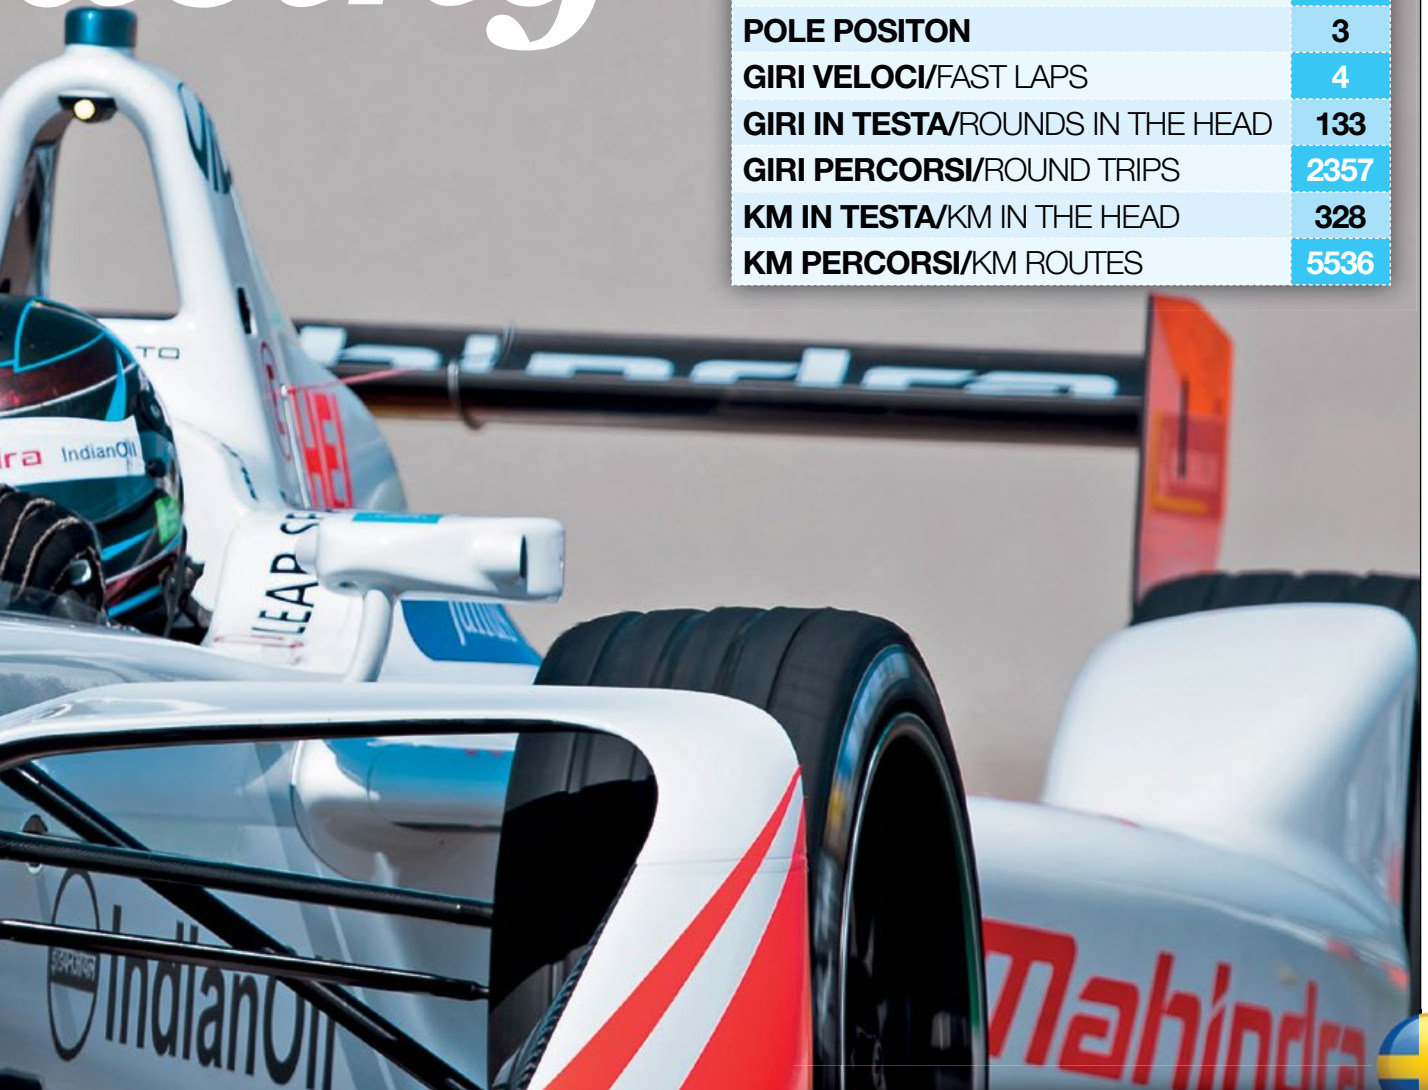 POLE POSITON 3
GIRI VELOCI/FAST LAPS 4
GIRI IN TESTA/ROUNDS IN THE HEAD 133
GIRI PERCORSI/ROUND TRIPS 2357
KM IN TESTA/KM IN THE HEAD 328
KM PERCORSI/KM ROUTES 5536
IndianOil
IndianOil
Mahindra